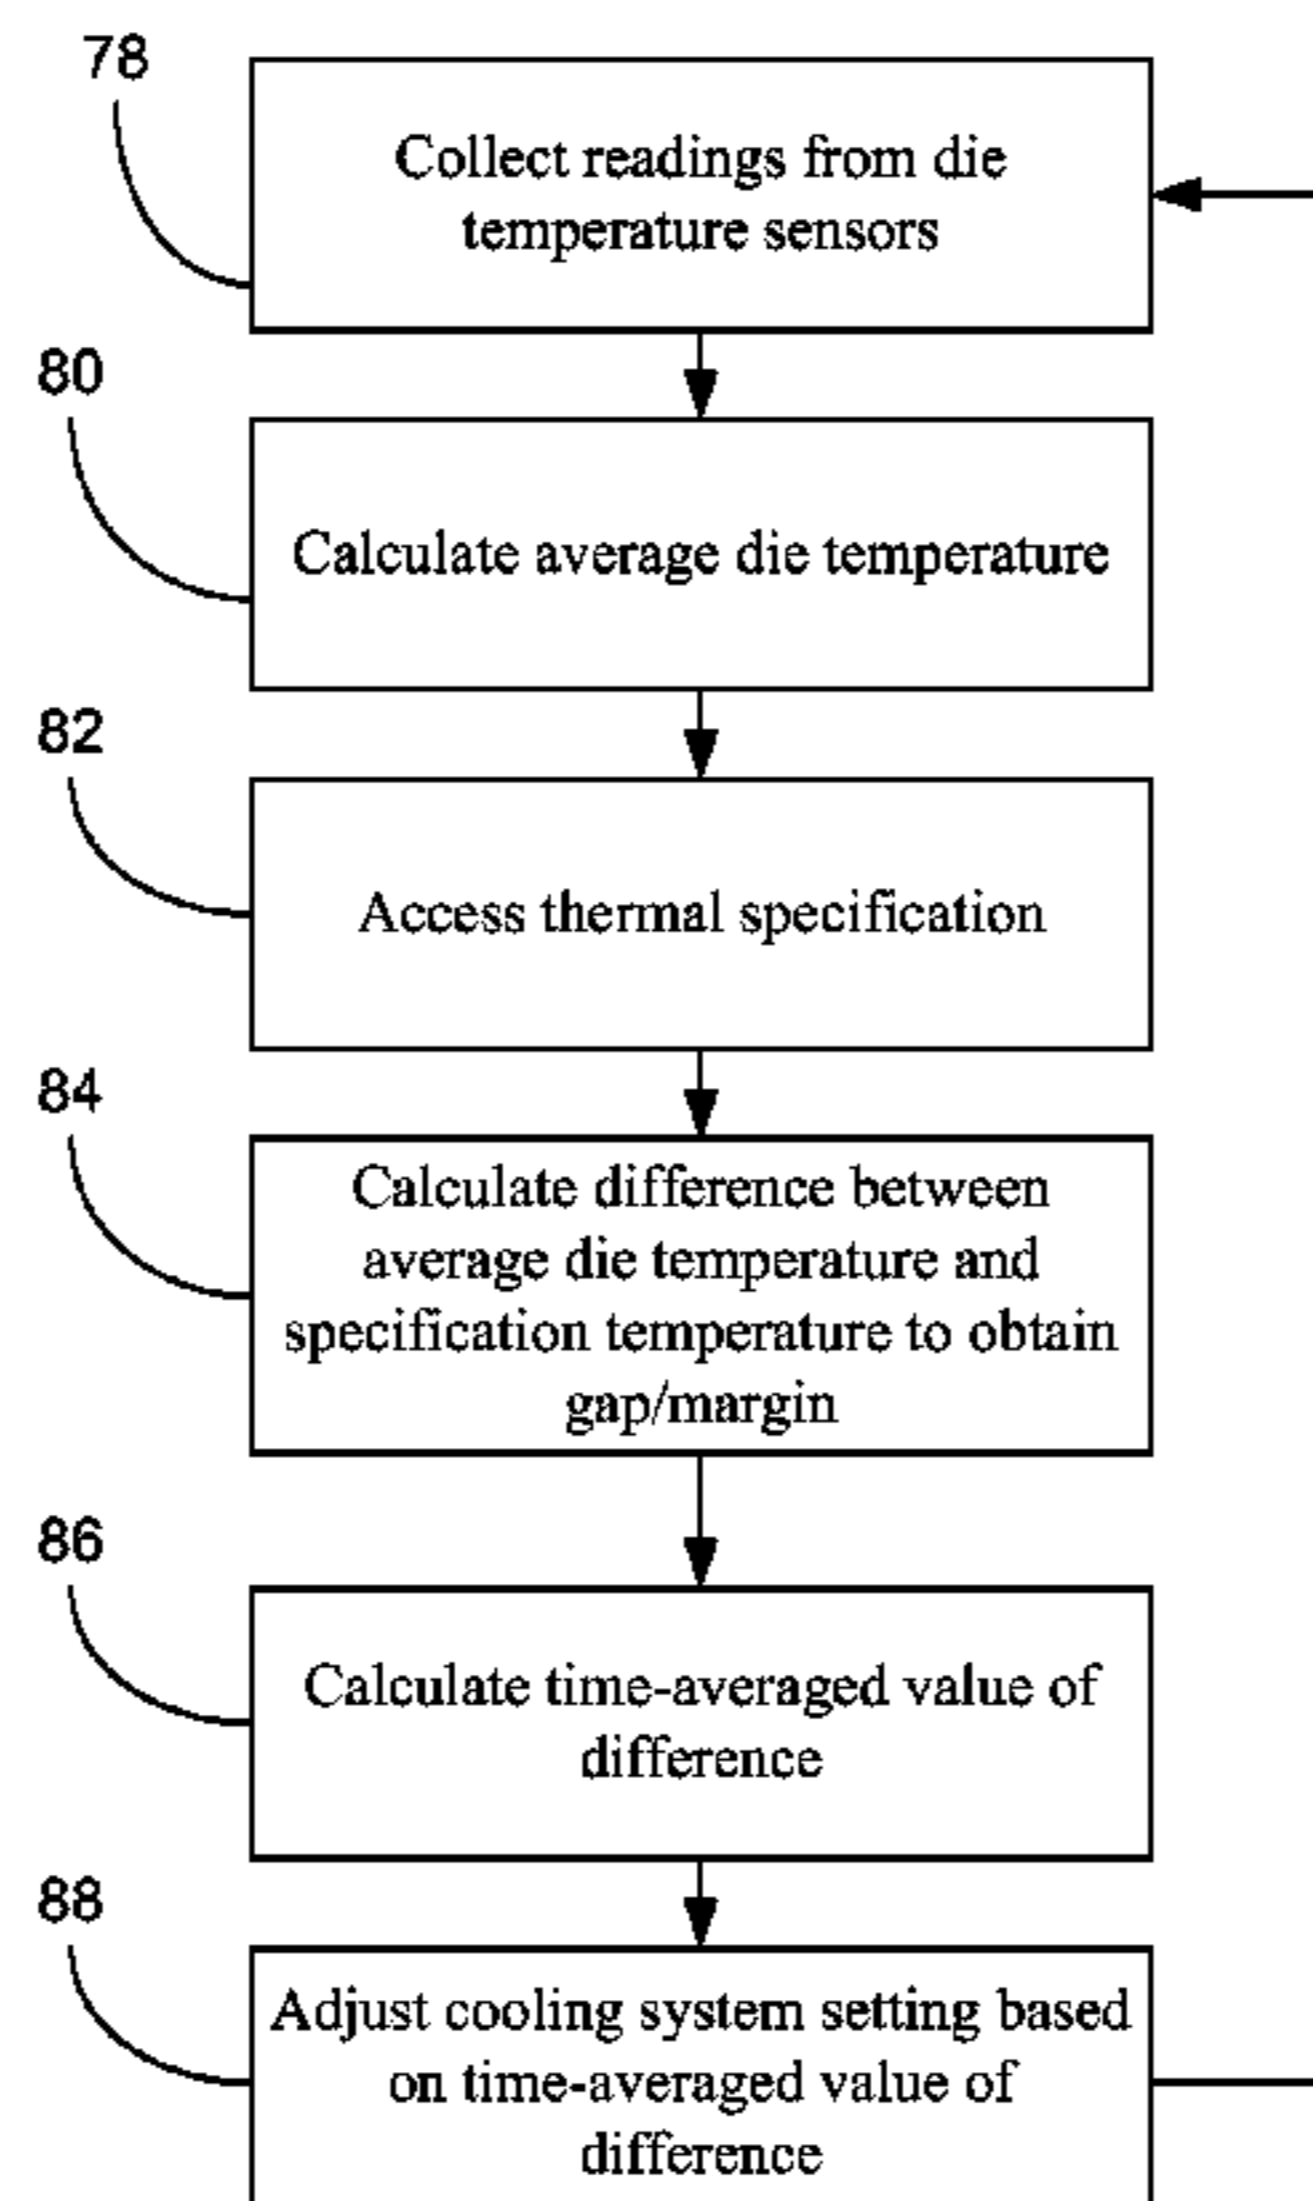 78
Collect readings from die
temperature sensors
80
Calculate average die temperature
82
Access thermal specification
84
Calculate difference between
average die temperature and
specification temperature to obtain
gap/margin
86
Calculate time-averaged value of
difference
88
Adjust cooling system setting based
on time-averaged value of
difference